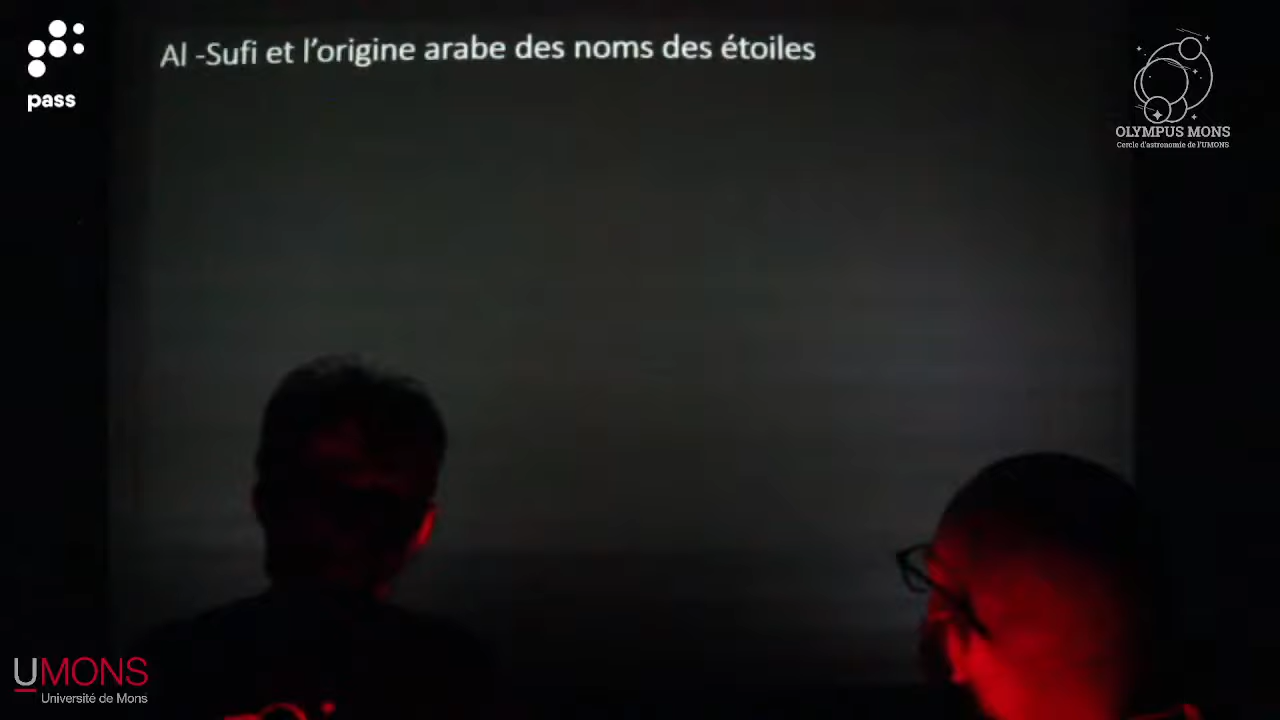 pass
Al -Sufi et l'origine arabe des noms des étoiles
OLYMPUS MONS
Cercle d'astronomie de l'UMONS
UMONS
Université de Mons